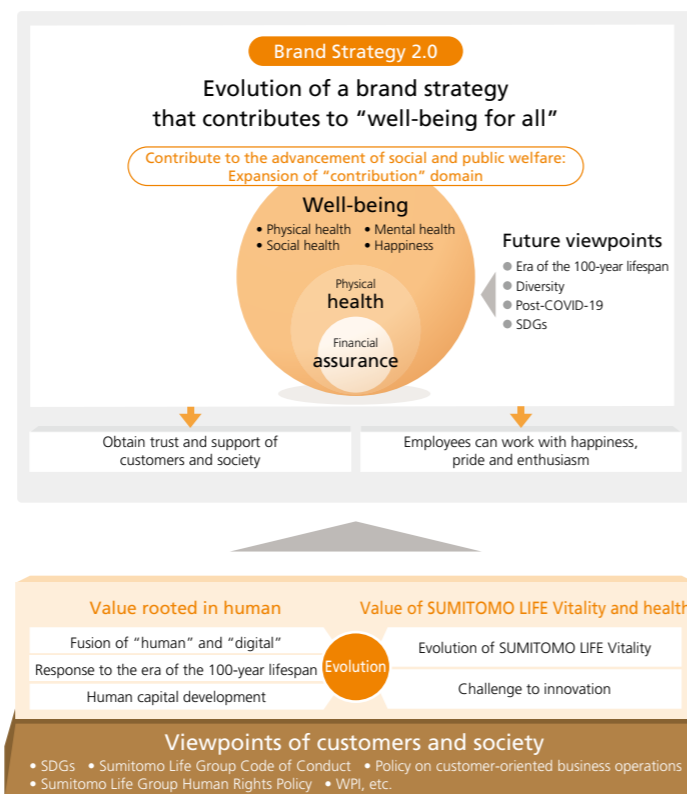 Brand Strategy 2.0
Evolution of a brand strategy
that contributes to “well-being for all”
Contribute to the advancement of social and public welfare:
Expansion of “contribution” domain
Well-being
• Physical health • Mental health
• Social health • Happiness
Physical
health
Financial
assurance
Future viewpoints
● Era of the 100-year lifespan
● Diversity
● Post-COVID-19
● SDGs
Obtain trust and support of
customers and society
Employees can work with happiness,
pride and enthusiasm
Value rooted in human
Fusion of “human” and “digital”
Response to the era of the 100-year lifespan
Human capital development
Evolution
Value of SUMITOMO LIFE Vitality and health
Evolution of SUMITOMO LIFE Vitality
Challenge to innovation
Viewpoints of customers and society
• SDGs • Sumitomo Life Group Code of Conduct • Policy on customer-oriented business operations
• Sumitomo Life Group Human Rights Policy • WPI, etc.